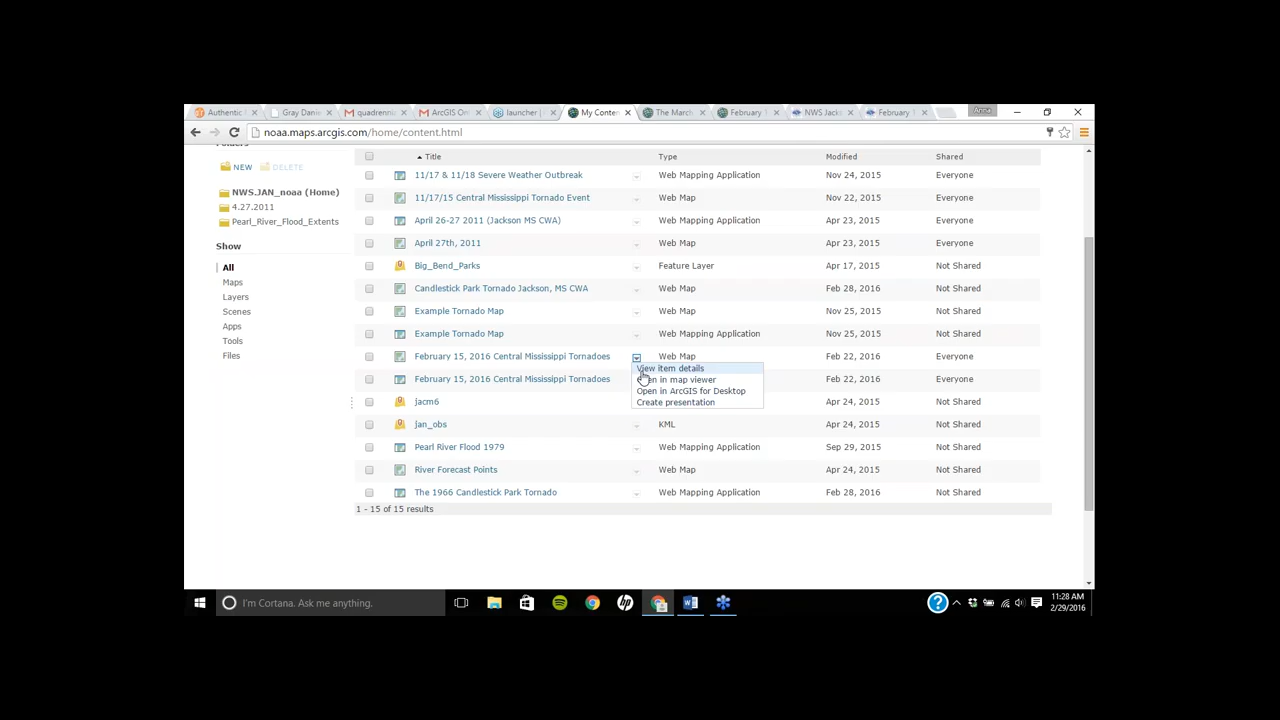 Authentic
Gray Danie
quadrennia
ArcGIS On
launcher
My Conten
The March
February
NWS Jack
February
Anna
noaa.maps.arcgis.com/home/content.html
NEW DELETE
NWS.JAN_noaa (Home)
4.27.2011
Pearl_River_Flood_Extents
Show
All
Maps
Layers
Scenes
Apps
Tools
Files
Title Type Modified Shared
11/17 & 11/18 Severe Weather Outbreak Web Mapping Application Nov 24, 2015 Everyone
11/17/15 Central Mississippi Tornado Event Web Map Nov 22, 2015 Everyone
April 26-27 2011 (Jackson MS CWA) Web Mapping Application Apr 23, 2015 Everyone
April 27th, 2011 Web Map Apr 23, 2015 Everyone
Big_Bend_Parks Feature Layer Apr 17, 2015 Not Shared
Candlestick Park Tornado Jackson, MS CWA Web Map Feb 28, 2016 Not Shared
Example Tornado Map Web Map Nov 25, 2015 Not Shared
Example Tornado Map Web Mapping Application Nov 25, 2015 Not Shared
February 15, 2016 Central Mississippi Tornadoes Web Map Feb 22, 2016 Everyone
View item details
Open in map viewer
Open in ArcGIS for Desktop
Create presentation
February 15, 2016 Central Mississippi Tornadoes Feb 22, 2016 Everyone
jacm6 Apr 24, 2015 Not Shared
jan_obs KML Apr 24, 2015 Not Shared
Pearl River Flood 1979 Web Mapping Application Sep 29, 2015 Not Shared
River Forecast Points Web Map Apr 24, 2015 Not Shared
The 1966 Candlestick Park Tornado Web Mapping Application Feb 28, 2016 Not Shared
1 - 15 of 15 results
I'm Cortana. Ask me anything.
11:28 AM
2/29/2016